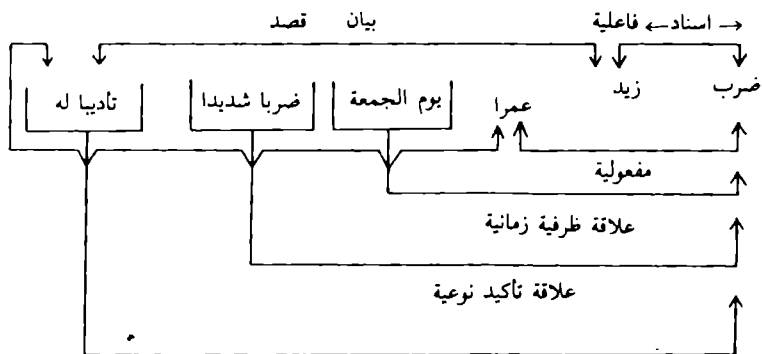 اسناد فاعلية بيان قصد
ضرب زيد عمرا يوم الجمعة ضربا شديدا تأديبا له
مفعولية
علاقة ظرفية زمانية
علاقة تأكيد نوعية